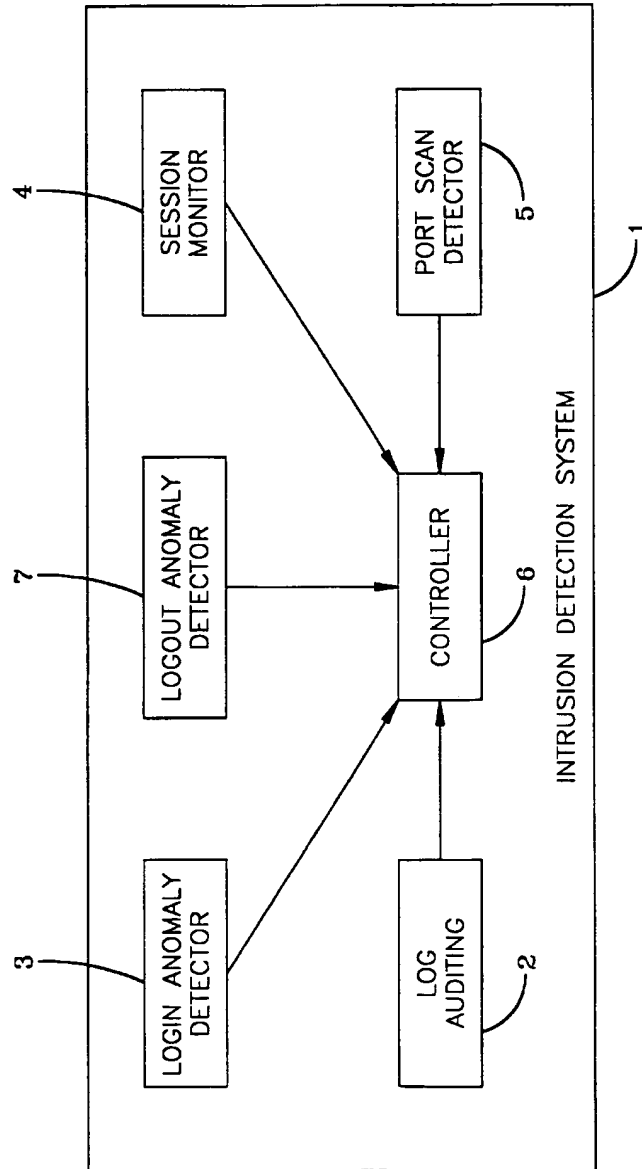 3
7
4
LOGIN ANOMALY
DETECTOR
LOGOUT ANOMALY
DETECTOR
SESSION
MONITOR
LOG
AUDITING
CONTROLLER
PORT SCAN
DETECTOR
2
6
5
INTRUSION DETECTION SYSTEM
1